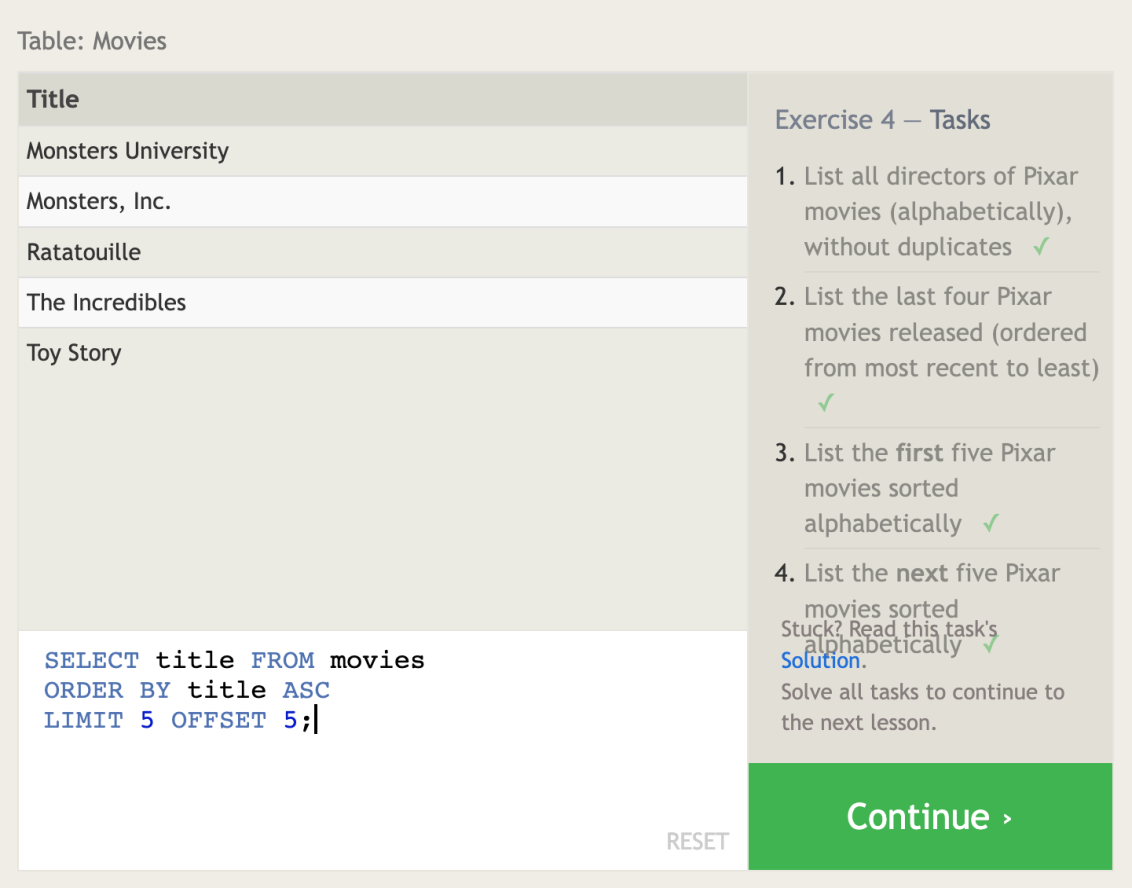 Table: Movies
Title
Monsters University
Monsters, Inc.
Ratatouille
The Incredibles
Toy Story
SELECT title FROM movies
ORDER BY title ASC
LIMIT 5 OFFSET 5;
RESET
Exercise 4 — Tasks
1. List all directors of Pixar
movies (alphabetically),
without duplicates ✓
2. List the last four Pixar
movies released (ordered
from most recent to least)
✓
3. List the first five Pixar
movies sorted
alphabetically ✓
4. List the next five Pixar
movies sorted
alphabetically ✓
Stuck? Read this task's
Solution.
Solve all tasks to continue to
the next lesson.
Continue ›